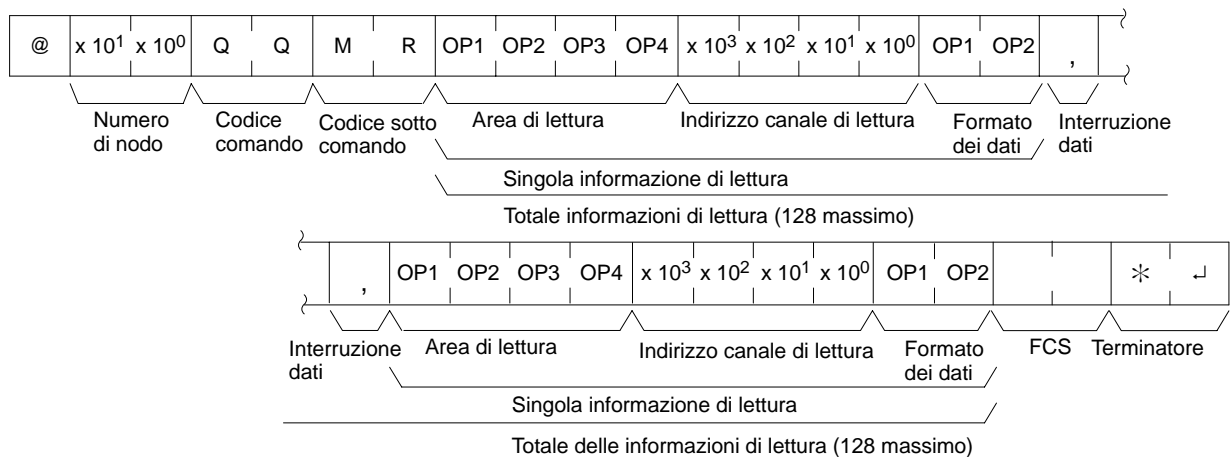 @ x 10¹ x 10⁰ Q Q M R OP1 OP2 OP3 OP4 x 10³ x 10² x 10¹ x 10⁰ OP1 OP2 ,
Numero di nodo
Codice comando
Codice sotto comando
Area di lettura
Indirizzo canale di lettura
Formato dei dati
Interruzione dati
Singola informazione di lettura
Totale informazioni di lettura (128 massimo)
, OP1 OP2 OP3 OP4 x 10³ x 10² x 10¹ x 10⁰ OP1 OP2 * ↵
Interruzione dati
Area di lettura
Indirizzo canale di lettura
Formato dei dati
FCS
Terminatore
Singola informazione di lettura
Totale delle informazioni di lettura (128 massimo)